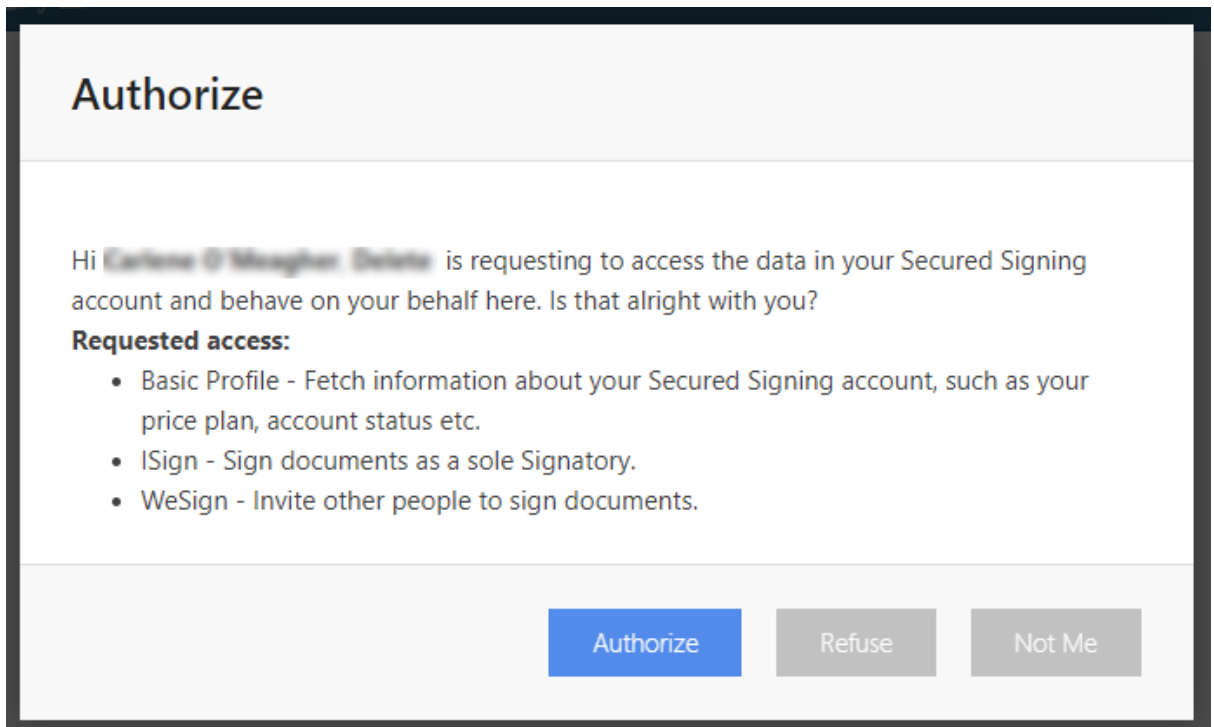 Authorize
Hi is requesting to access the data in your Secured Signing
account and behave on your behalf here. Is that alright with you?
Requested access:
• Basic Profile - Fetch information about your Secured Signing account, such as your
price plan, account status etc.
• ISign - Sign documents as a sole Signatory.
• WeSign - Invite other people to sign documents.
Authorize Refuse Not Me